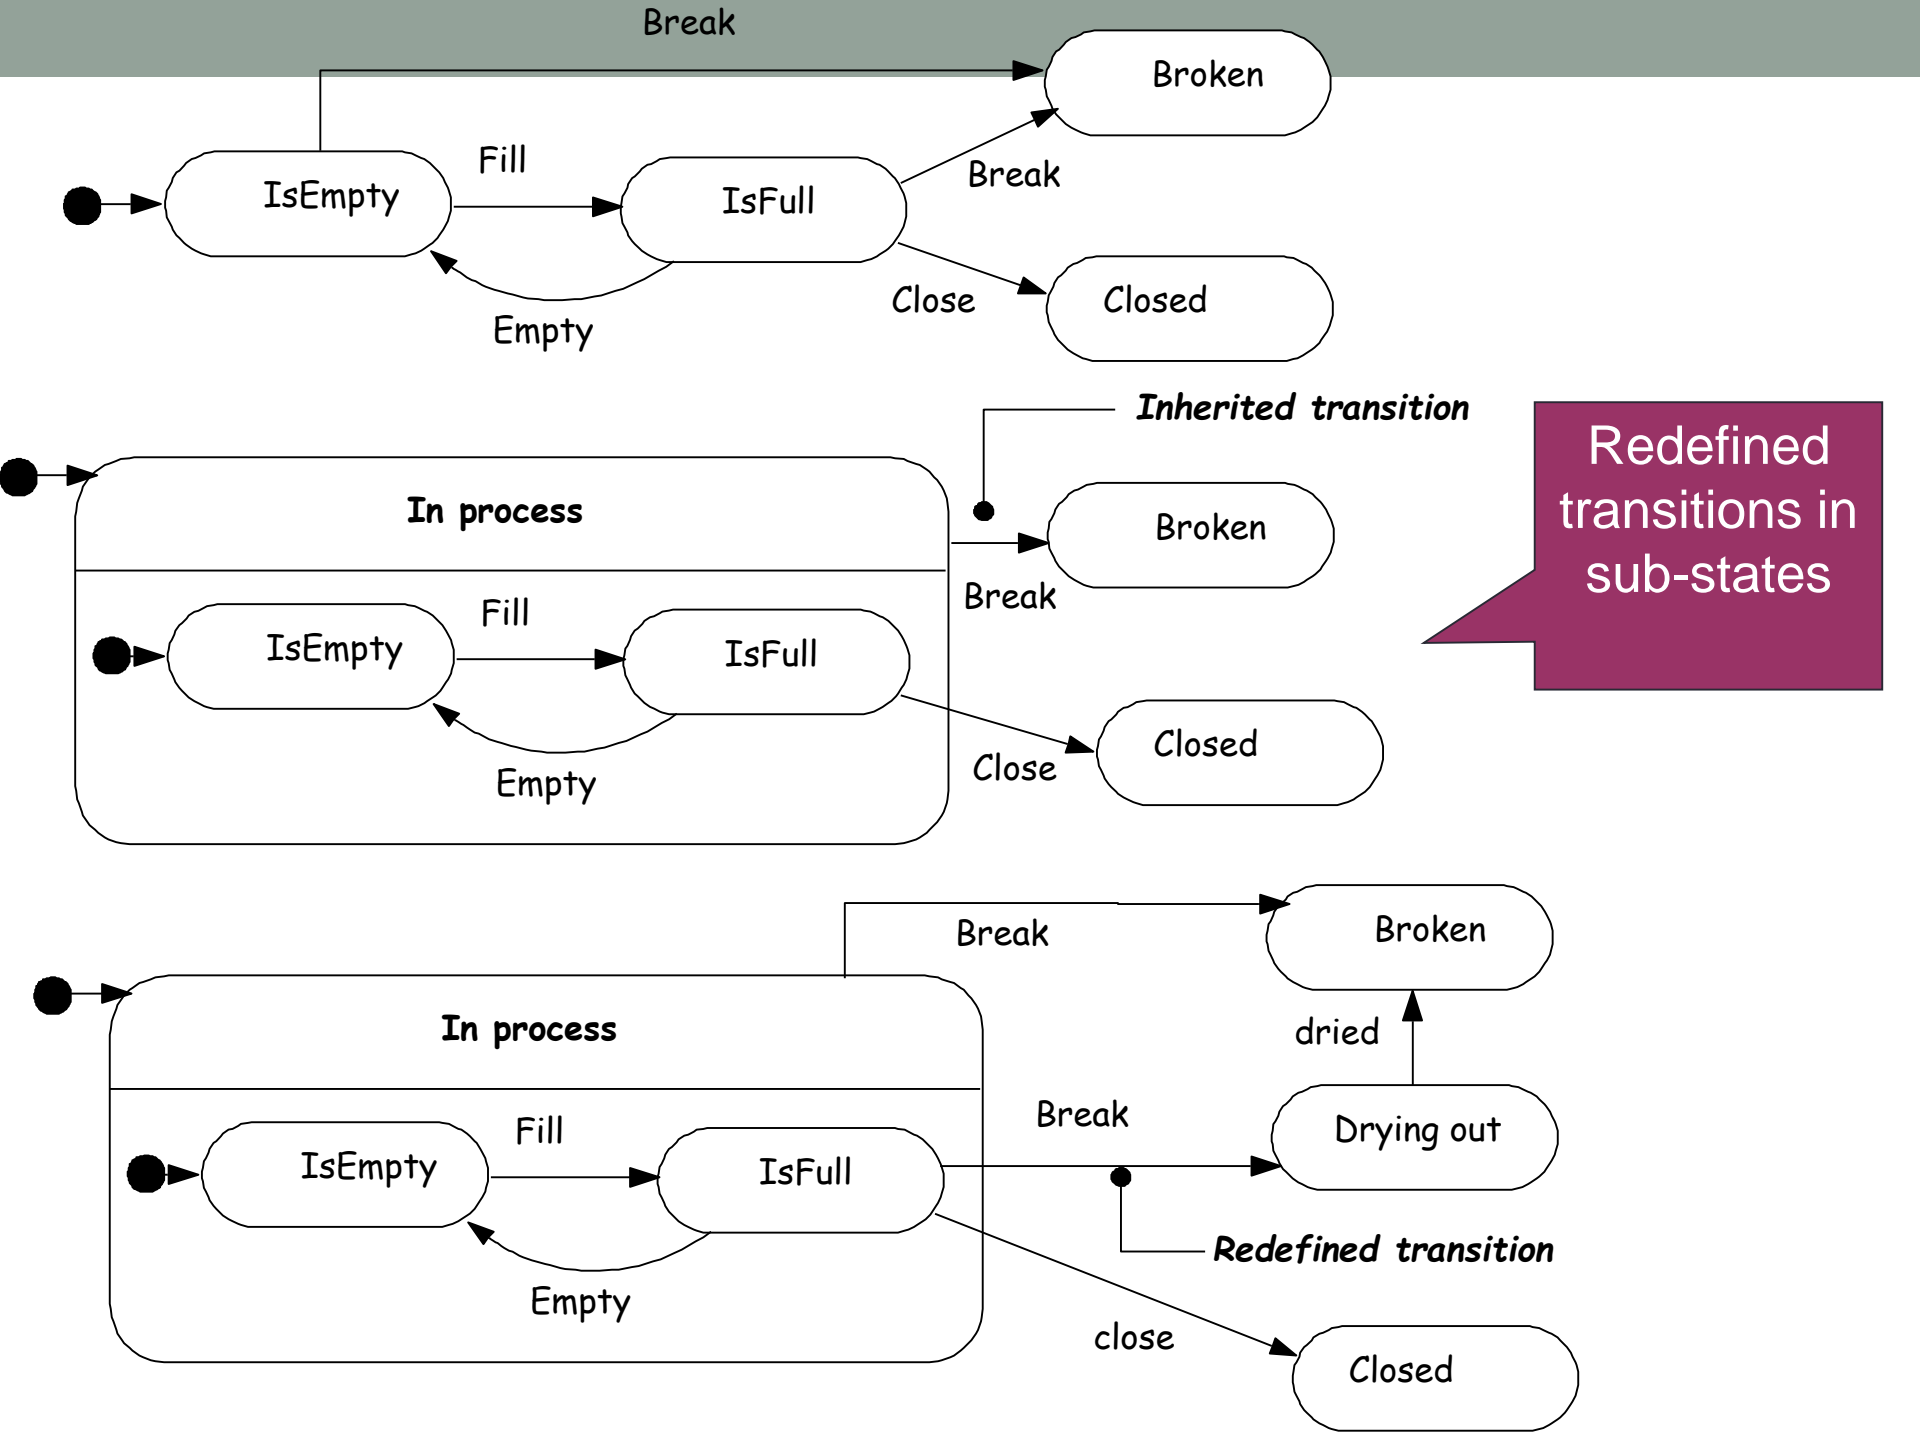 Break
Broken
Fill
IsEmpty
IsFull
Break
Close
Closed
Empty
Inherited transition
Redefined
transitions in
sub-states
In process
Broken
Break
Fill
IsEmpty
IsFull
Closed
Close
Empty
Break
Broken
In process
dried
Break
Drying out
Fill
IsEmpty
IsFull
Redefined transition
Empty
close
Closed